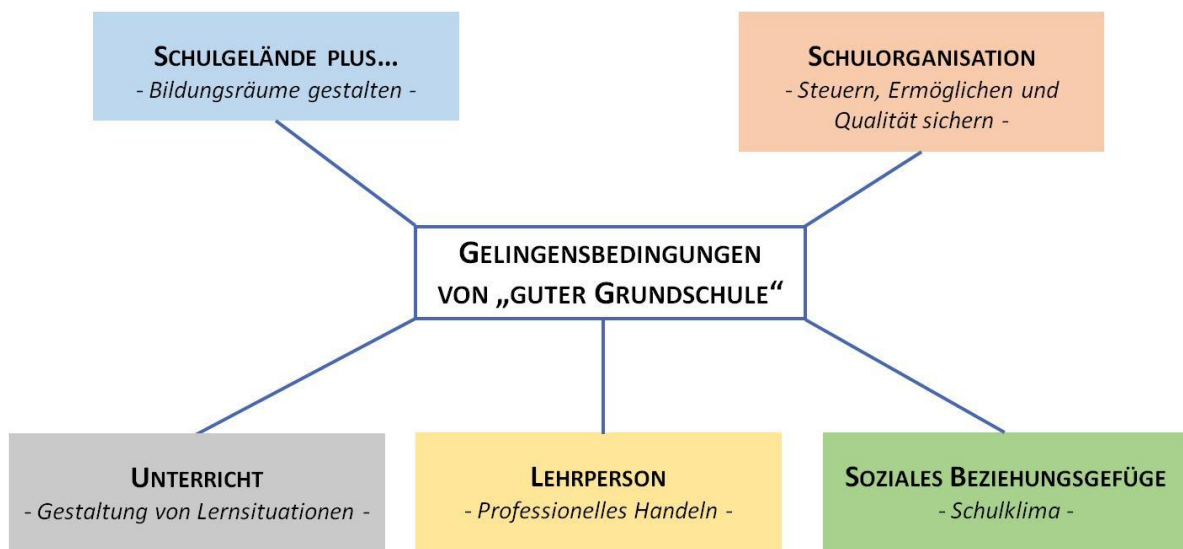 SCHULGELÄNDE PLUS...
- Bildungsräume gestalten -
SCHULORGANISATION
- Steuern, Ermöglichen und
Qualität sichern -
GELINGENSBEDINGUNGEN
VON „GUTER GRUNDSCHULE“
UNTERRICHT
- Gestaltung von Lernsituationen -
LEHRPERSON
- Professionelles Handeln -
SOZIALES BEZIEHUNGSGEFÜGE
- Schulklima -